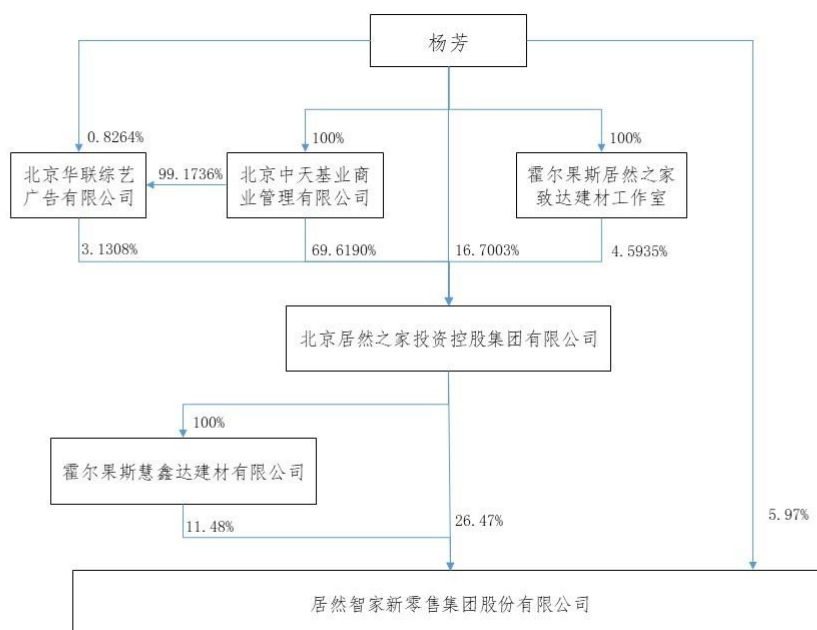 杨芳
0.8264%
100%
100%
北京华联综艺
广告有限公司
99.1736%
北京中天基业商
业管理有限公司
霍尔果斯居然之家
致达建材工作室
3.1308%
69.6190%
16.7003%
4.5935%
北京居然之家投资控股集团有限公司
100%
霍尔果斯慧鑫达建材有限公司
11.48%
26.47%
5.97%
居然智家新零售集团股份有限公司